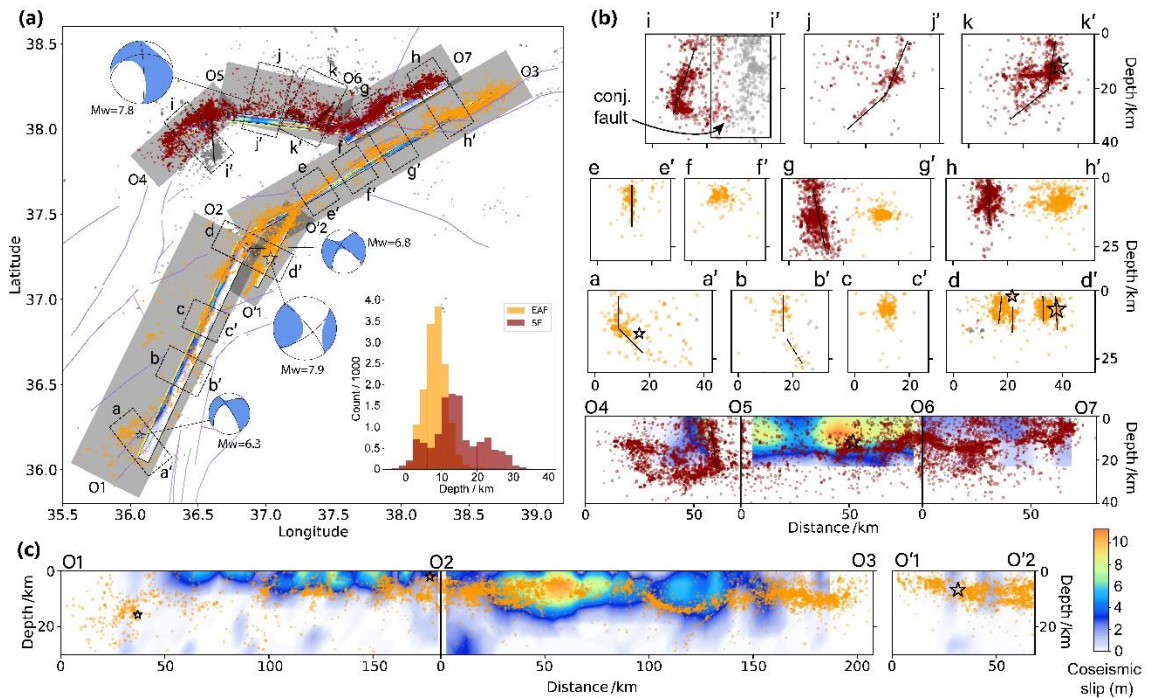 (a)
38.5
38.0
37.5
37.0
36.5
36.0
Latitude
35.5 36.0 36.5 37.0 37.5 38.0 38.5 39.0
Longitude
Mw=7.8
O5
j
k
O6
h
O7
O3
i
g
j'
k'
f
h'
O4
i'
e
g'
f'
e'
O2
d
O'2
Mw=6.8
d'
O'1
c
c'
Mw=7.9
b
b'
a
Mw=6.3
a'
O1
4.0
3.5
3.0
2.5
2.0
1.5
1.0
0.5
0
Count / 1000
EAF
SF
0 10 20 30 40
Depth / km
(b)
i i' j j' k k'
conj.
fault
0
20
40
Depth /km
e e' f f' g g' h h'
0
25
Depth /km
a a' b b' c c' d d'
0
25
0 20 40 0 20 0 20 0 20 40
O4 O5 O6 O7
0
20
40
Depth /km
0 50 0 50 0 50
Distance /km
(c)
O1 O2 O3 O'1 O'2
0
20
Depth /km
0 50 100 150 0 50 100 150 200
Distance/km
0
20
Depth /km
0 50
10
8
6
4
2
0
Coseismic
slip (m)